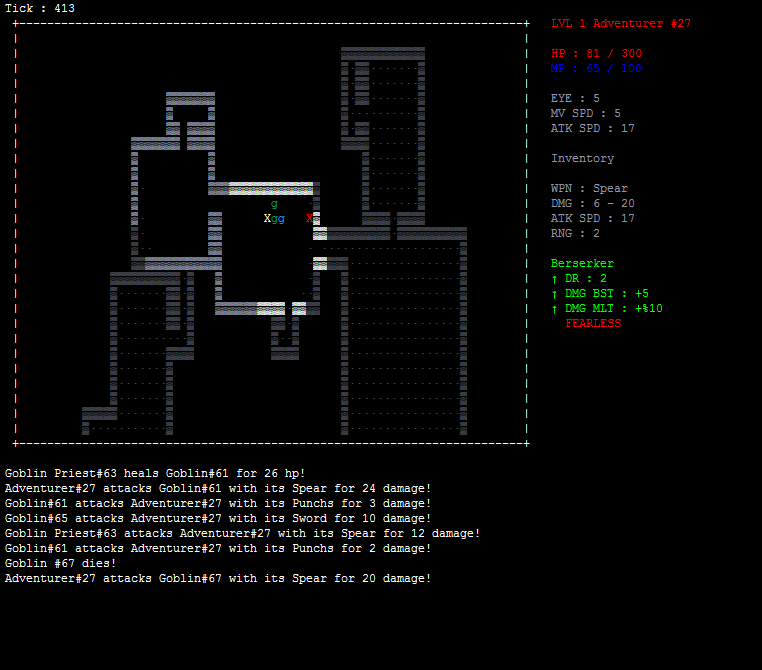 Tick : 413
LVL 1 Adventurer #27
HP : 81 / 300
MP : 65 / 100
EYE : 5
MV SPD : 5
ATK SPD : 17
Inventory
WPN : Spear
DMG : 6 - 20
ATK SPD : 17
RNG : 2
Berserker
↑ DR : 2
↑ DMG BST : +5
↑ DMG MLT : +%10
FEARLESS
g
Xgg X
Goblin Priest#63 heals Goblin#61 for 26 hp!
Adventurer#27 attacks Goblin#61 with its Spear for 24 damage!
Goblin#61 attacks Adventurer#27 with its Punchs for 3 damage!
Goblin#65 attacks Adventurer#27 with its Sword for 10 damage!
Goblin Priest#63 attacks Adventurer#27 with its Spear for 12 damage!
Goblin#61 attacks Adventurer#27 with its Punchs for 2 damage!
Goblin #67 dies!
Adventurer#27 attacks Goblin#67 with its Spear for 20 damage!